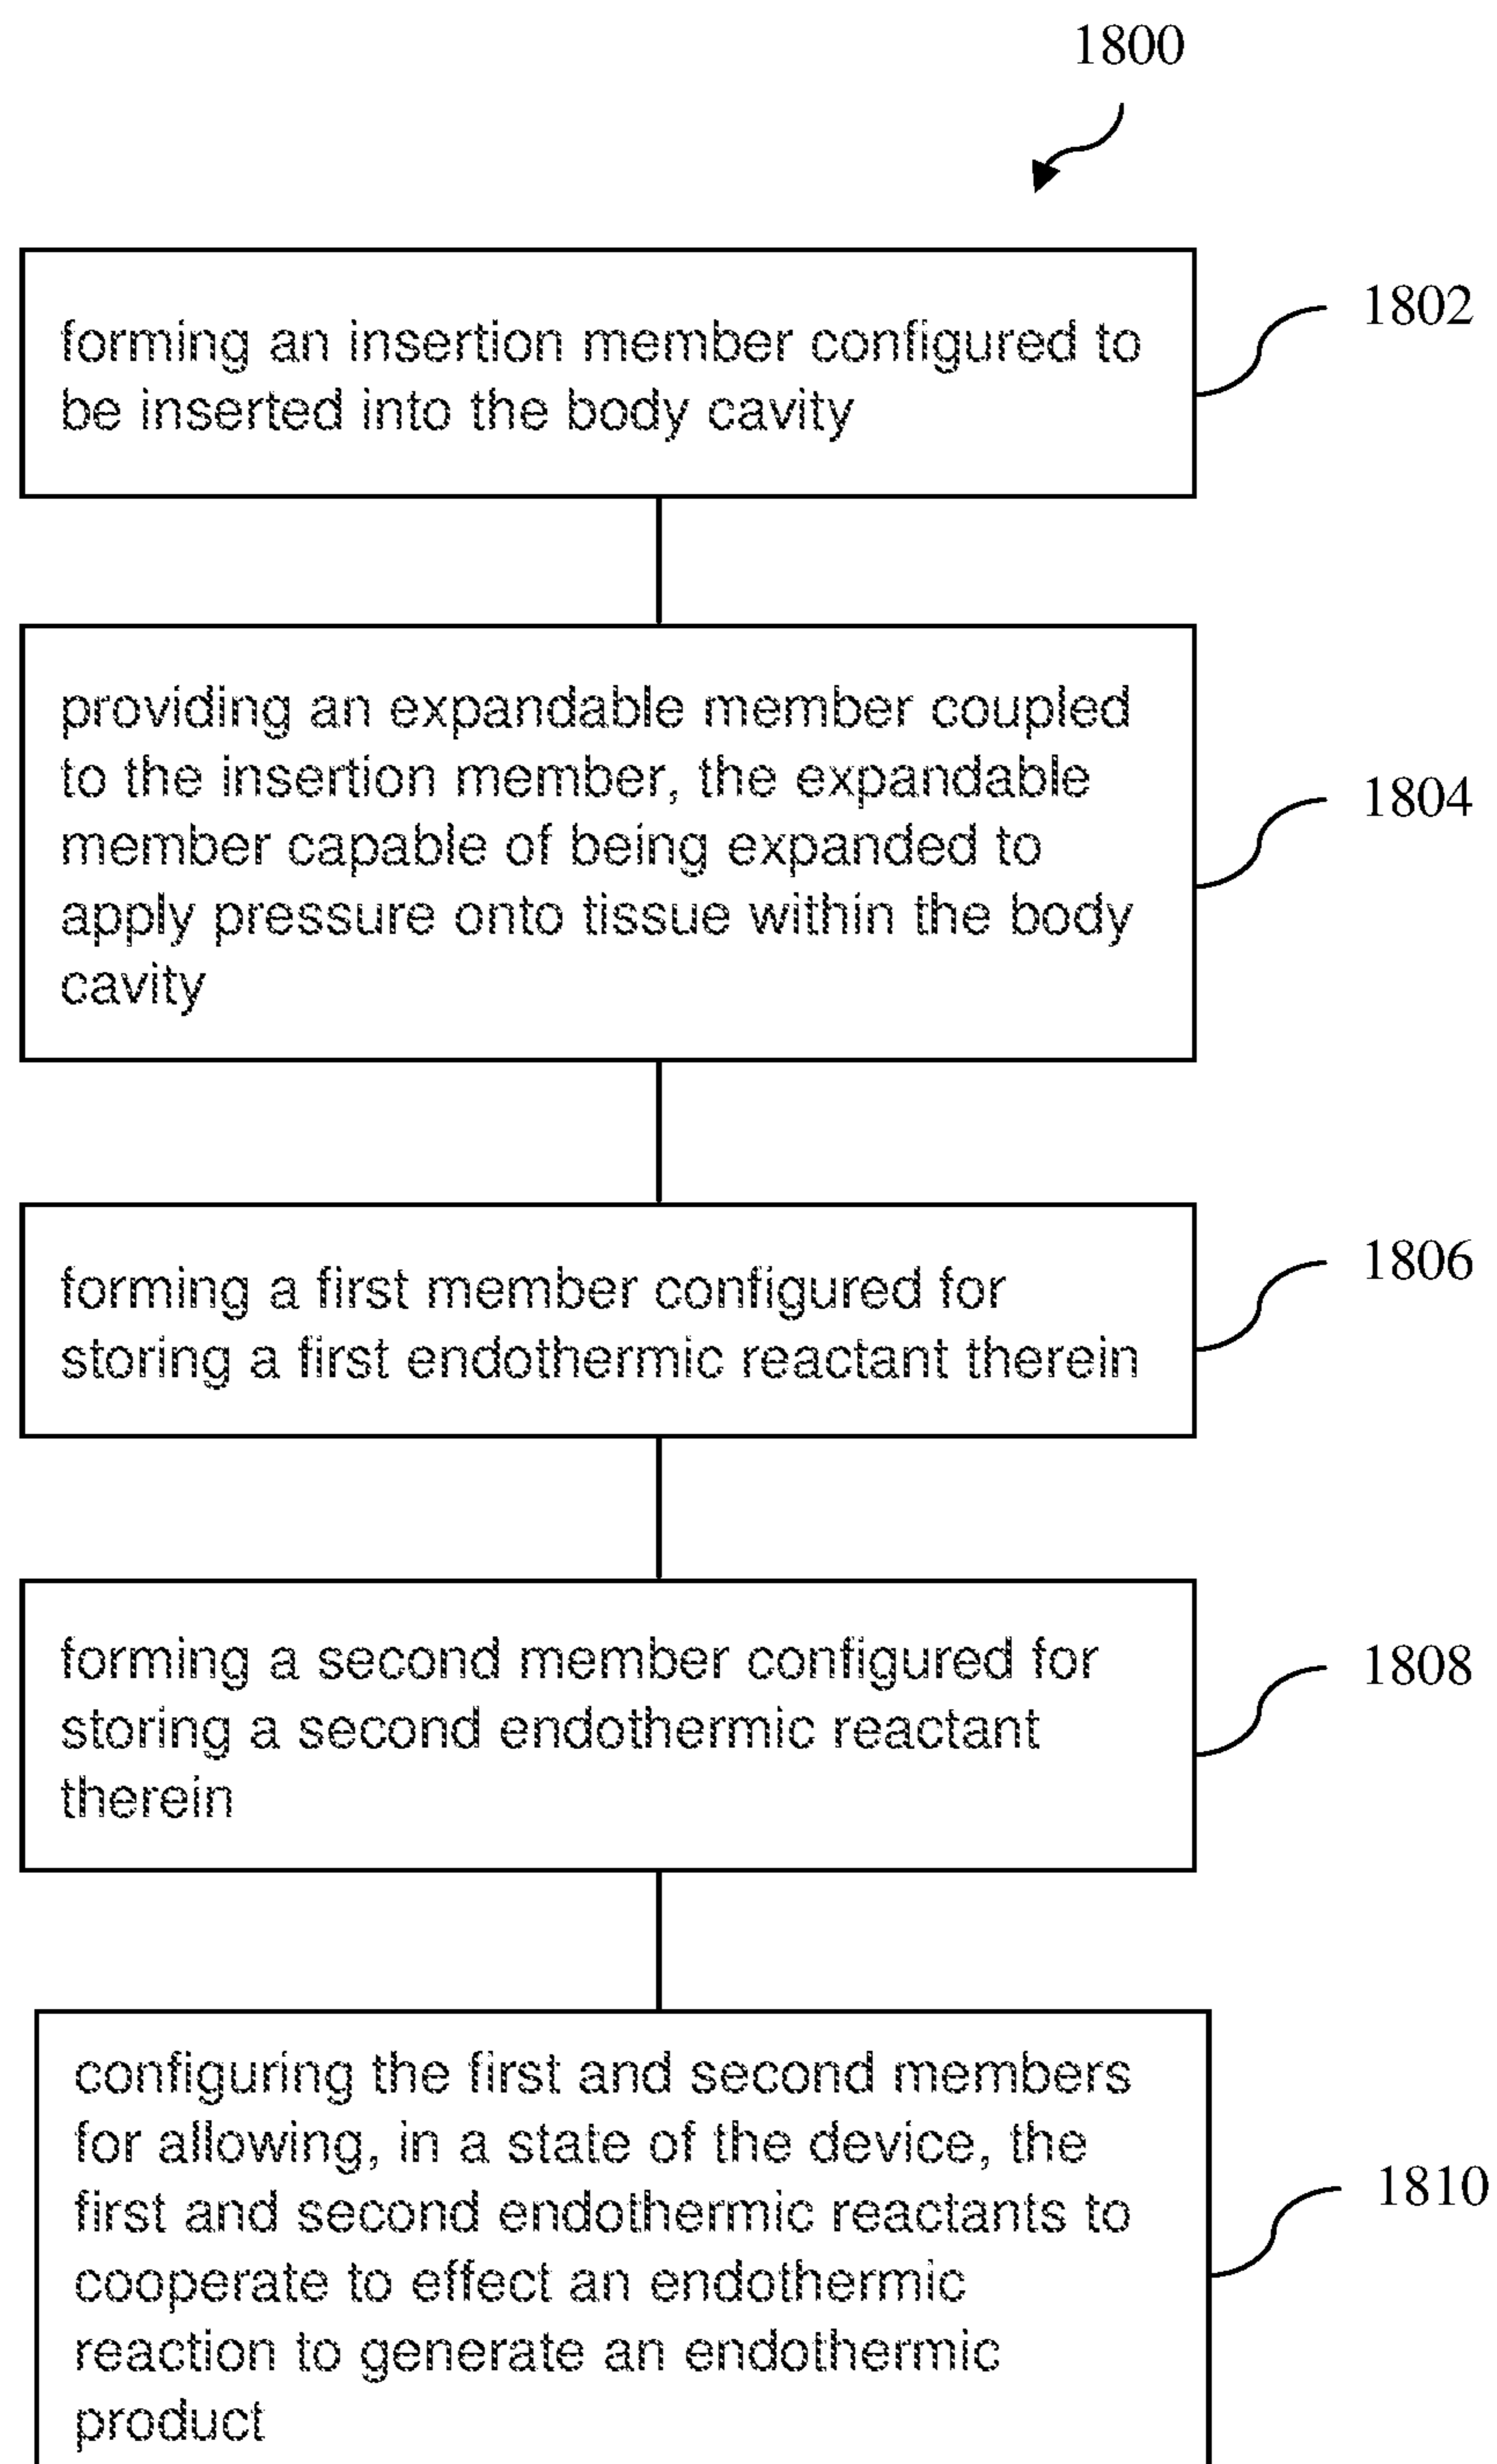 1800
forming an insertion member configured to
be inserted into the body cavity
1802
providing an expandable member coupled
to the insertion member, the expandable
member capable of being expanded to
apply pressure onto tissue within the body
cavity
1804
forming a first member configured for
storing a first endothermic reactant therein
1806
forming a second member configured for
storing a second endothermic reactant
therein
1808
configuring the first and second members
for allowing, in a state of the device, the
first and second endothermic reactants to
cooperate to effect an endothermic
reaction to generate an endothermic
product
1810